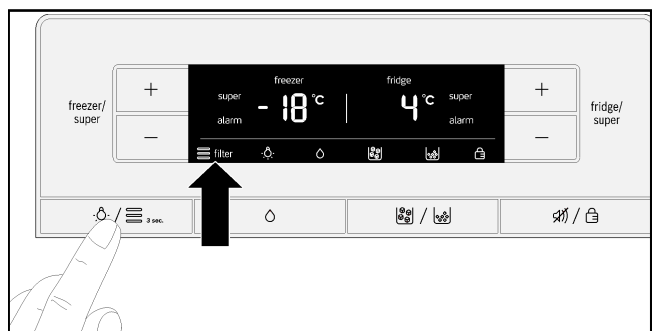 freezer/
super
+
−
freezer
super
alarm
-18 °C
fridge
4 °C
super
alarm
filter
+
−
fridge/
super
/ 3 sec.
/
/